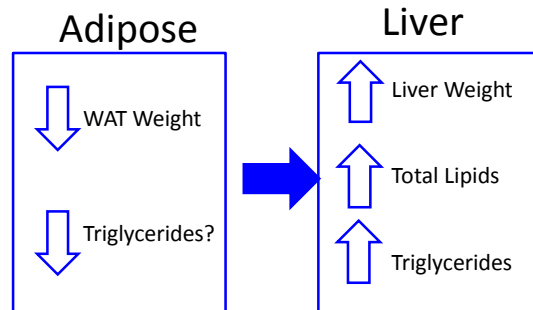 Adipose
WAT Weight
Triglycerides?
Liver
Liver Weight
Total Lipids
Triglycerides